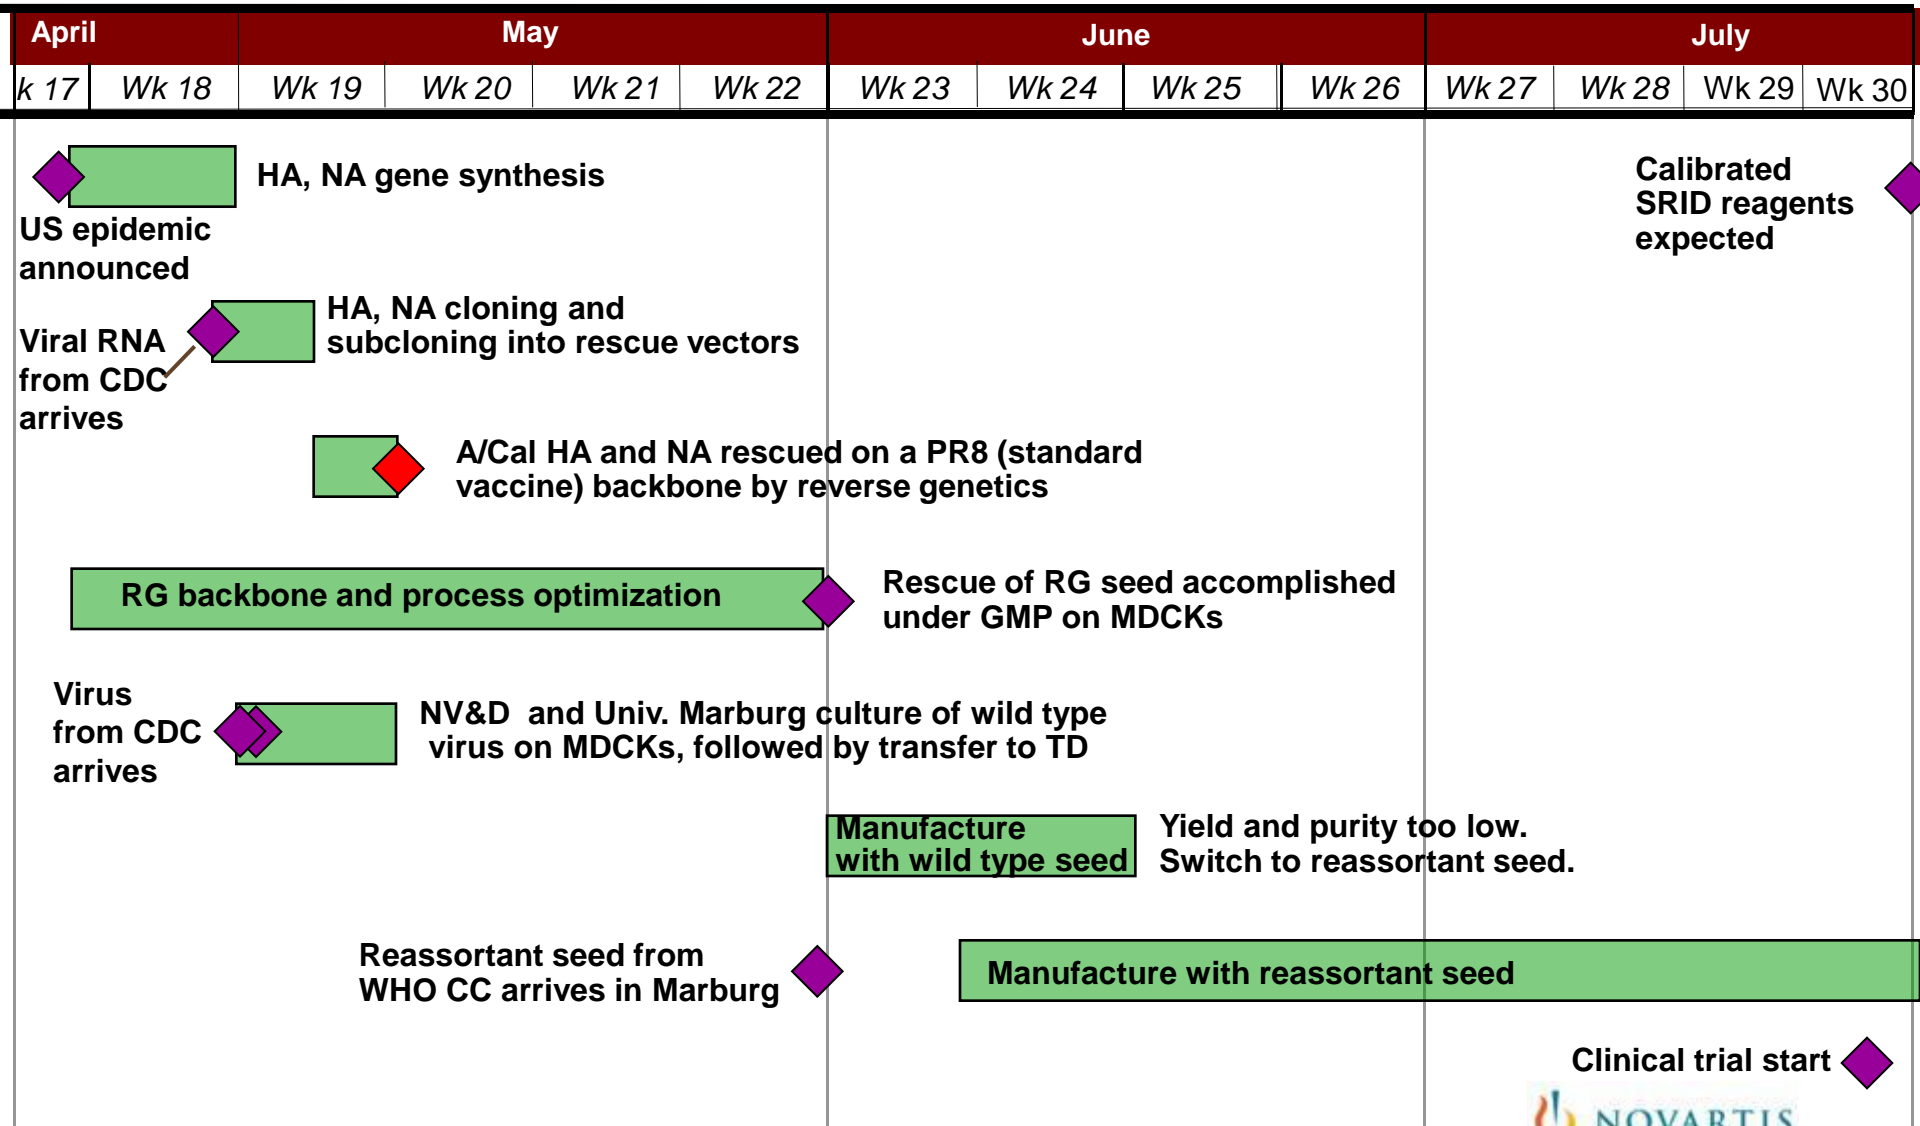 April May June July
k 17 Wk 18 Wk 19 Wk 20 Wk 21 Wk 22 Wk 23 Wk 24 Wk 25 Wk 26 Wk 27 Wk 28 Wk 29 Wk 30
HA, NA gene synthesis
US epidemic
announced
Calibrated
SRID reagents
expected
HA, NA cloning and
subcloning into rescue vectors
Viral RNA
from CDC
arrives
A/Cal HA and NA rescued on a PR8 (standard
vaccine) backbone by reverse genetics
RG backbone and process optimization
Rescue of RG seed accomplished
under GMP on MDCKs
Virus
from CDC
arrives
NV&D and Univ. Marburg culture of wild type
virus on MDCKs, followed by transfer to TD
Manufacture
with wild type seed
Yield and purity too low.
Switch to reassortant seed.
Reassortant seed from
WHO CC arrives in Marburg
Manufacture with reassortant seed
Clinical trial start
NOVARTIS